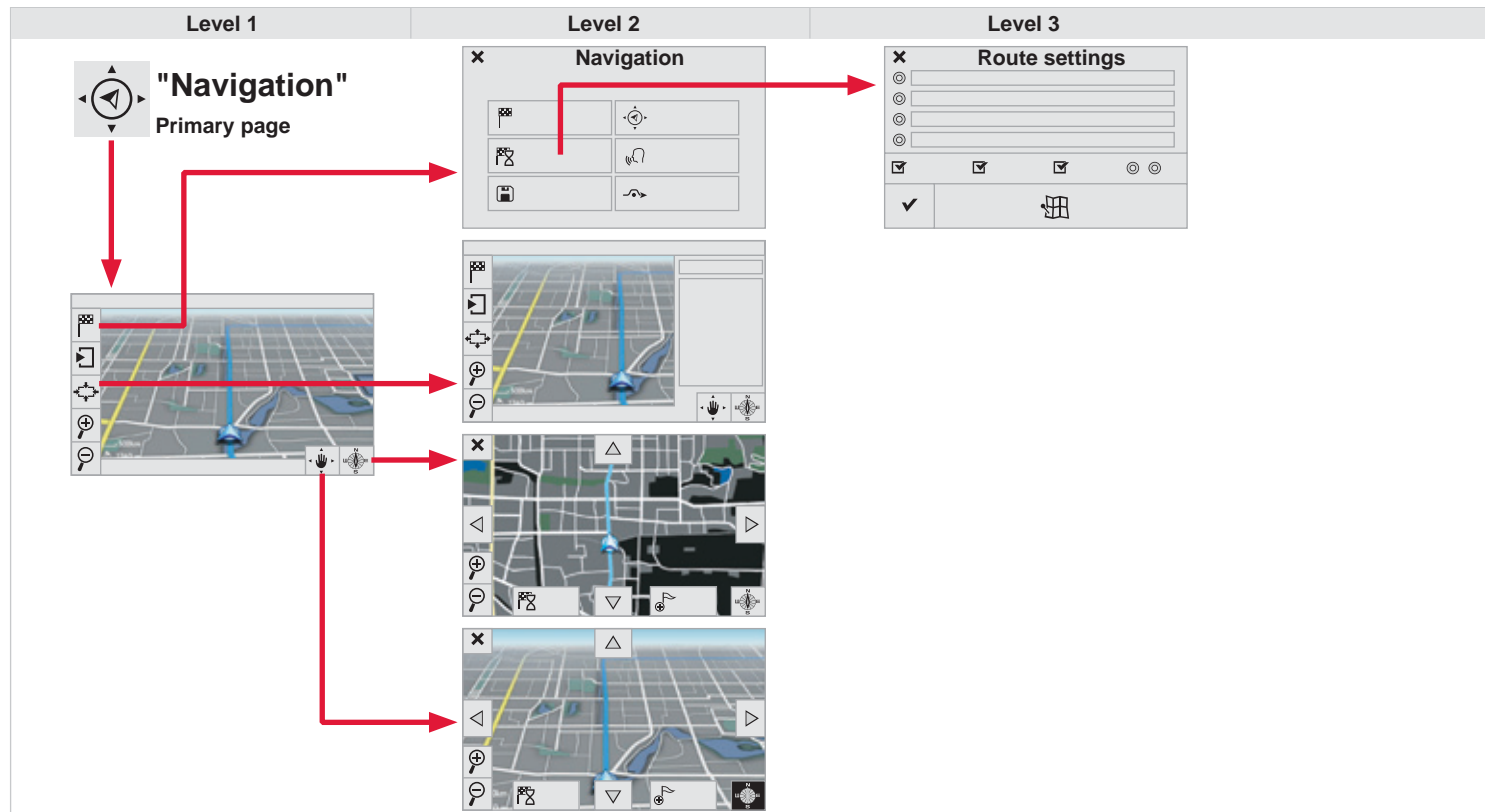 Level 1
Level 2
Level 3
"Navigation"
Primary page
Navigation
Route settings